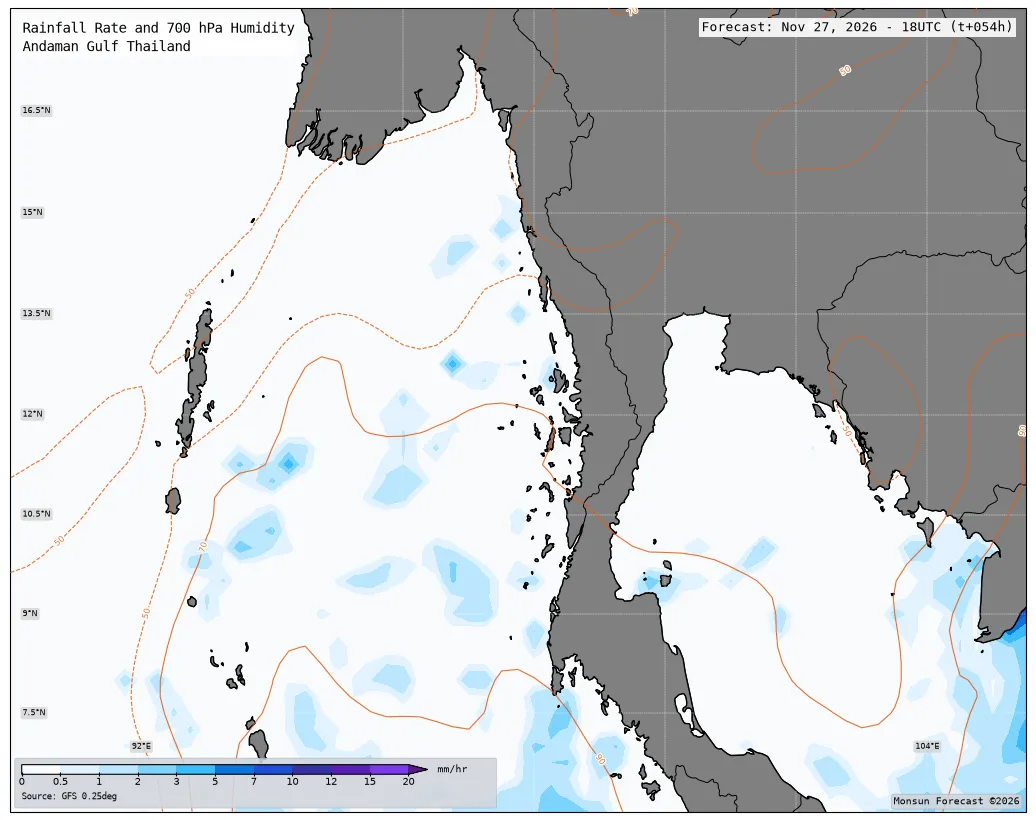 Rainfall Rate and 700 hPa Humidity
Andaman Gulf Thailand
Forecast: Nov 27, 2026 - 18UTC (t+054h)
70
50
16.5°N
15°N
50
13.5°N
12°N
50
90
10.5°N
50
70
9°N
50
7.5°N
92°E
104°E
90
mm/hr
0 0.5 1 2 3 5 7 10 12 15 20
Source: GFS 0.25deg
Monsun Forecast ©2026